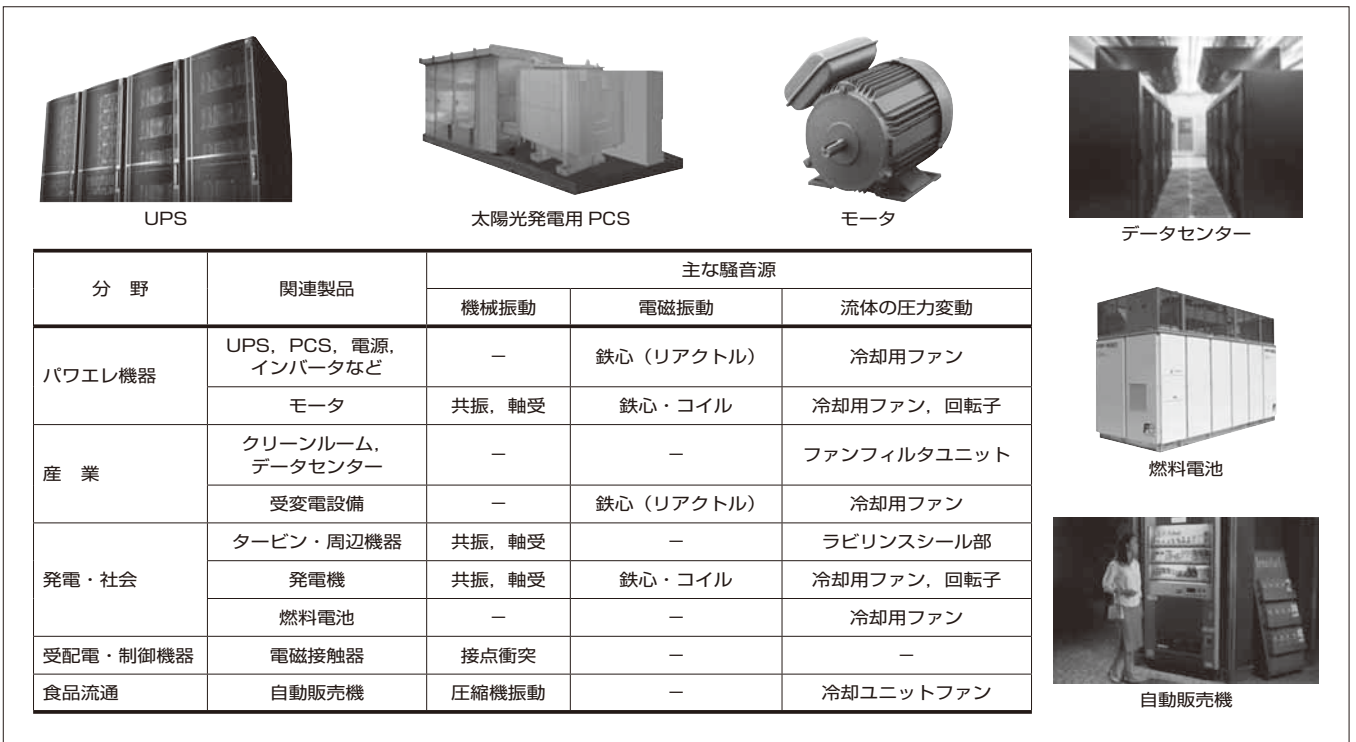 UPS
太陽光発電用 PCS
モータ
データセンター
分　野
関連製品
主な騒音源
機械振動
電磁振動
流体の圧力変動
パワエレ機器
UPS，PCS，電源，
インバータなど
－
鉄心（リアクトル）
冷却用ファン
モータ
共振，軸受
鉄心・コイル
冷却用ファン，回転子
産　業
クリーンルーム，
データセンター
－
－
ファンフィルタユニット
受変電設備
－
鉄心（リアクトル）
冷却用ファン
発電・社会
タービン・周辺機器
共振，軸受
－
ラビリンスシール部
発電機
共振，軸受
鉄心・コイル
冷却用ファン，回転子
燃料電池
－
－
冷却用ファン
受配電・制御機器
電磁接触器
接点衝突
－
－
食品流通
自動販売機
圧縮機振動
－
冷却ユニットファン
燃料電池
自動販売機